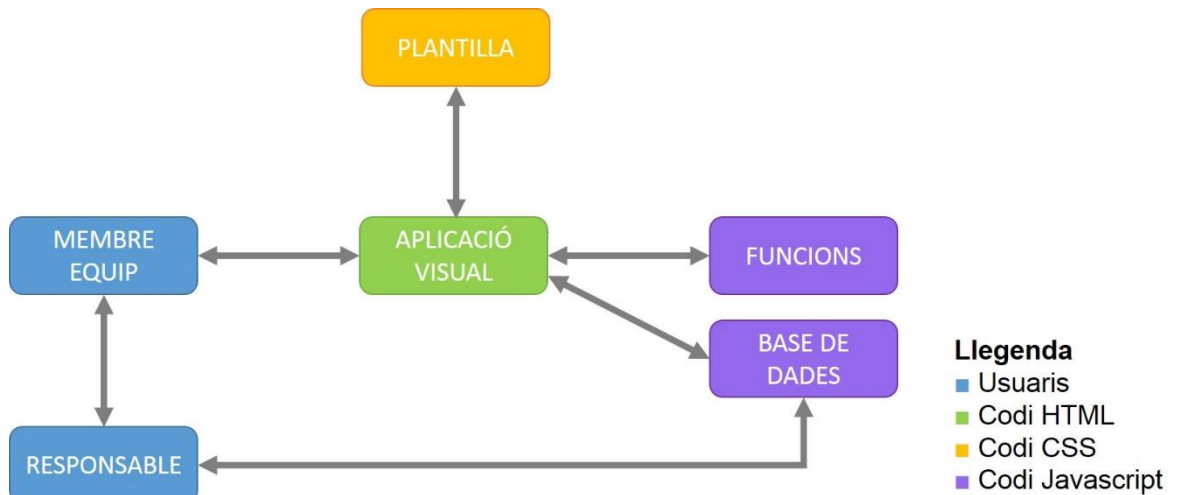 PLANTILLA
MEMBRE
EQUIP
APLICACIÓ
VISUAL
FUNCIONS
BASE DE
DADES
RESPONSABLE
Llegenda
Usuaris
Codi HTML
Codi CSS
Codi Javascript